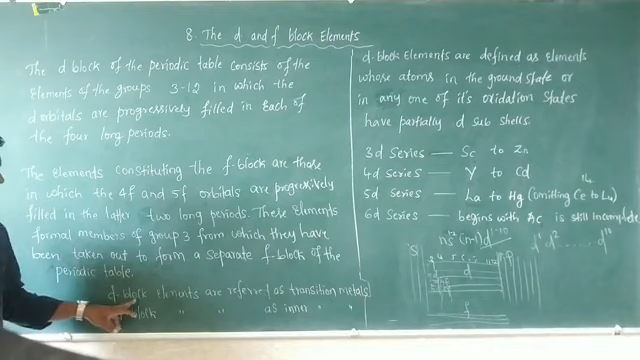 8. The d and f block Elements
The d block of the periodic table consists of the
Elements of the groups 3-12 in which the
d orbitals are progressively filled in Each of
the four long periods.
The elements constituting the f-block are those
in which the 4f and 5f orbitals are progressively
filled in the latter two long periods. These Elements
formal members of group 3 from which they have
been taken out to form a separate f-block of the
periodic table.
d-block elements are referred as transition metals
block " " as inner " "
d-Block Elements are defined as Elements
whose atoms in the ground state or
in any one of it's oxidation states
have partially d sub shells.
3d Series — Sc to Zn
4d Series — Y to Cd
5d Series — La to Hg (omitting Ce to Lu)
6d Series — begins with Ac is still incomplete
ns (n-1)d d¹ d² ...... d¹⁰
S
d
f